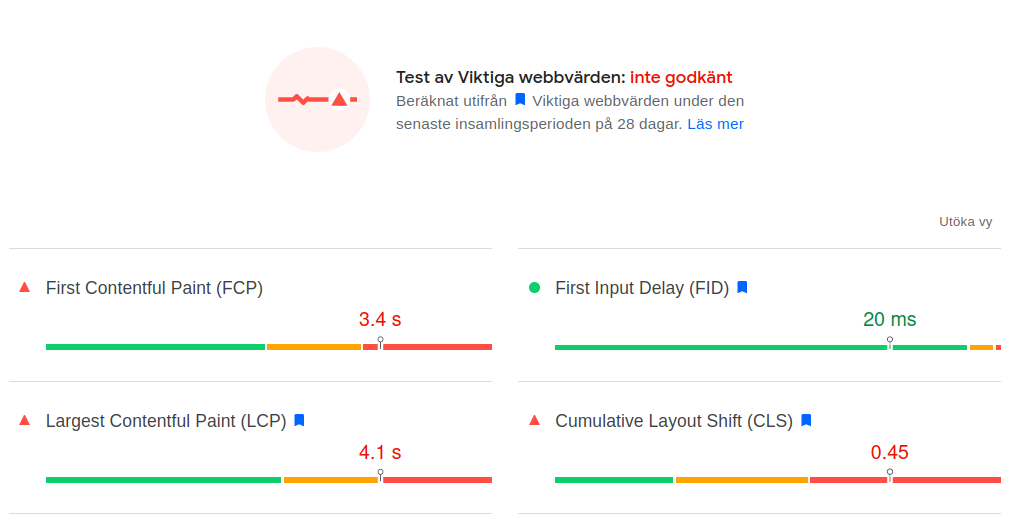 Test av Viktiga webbvärden: inte godkänt
Beräknat utifrån Viktiga webbvärden under den
senaste insamlingsperioden på 28 dagar. Läs mer
Utöka vy
First Contentful Paint (FCP)
3.4 s
First Input Delay (FID)
20 ms
Largest Contentful Paint (LCP)
4.1 s
Cumulative Layout Shift (CLS)
0.45